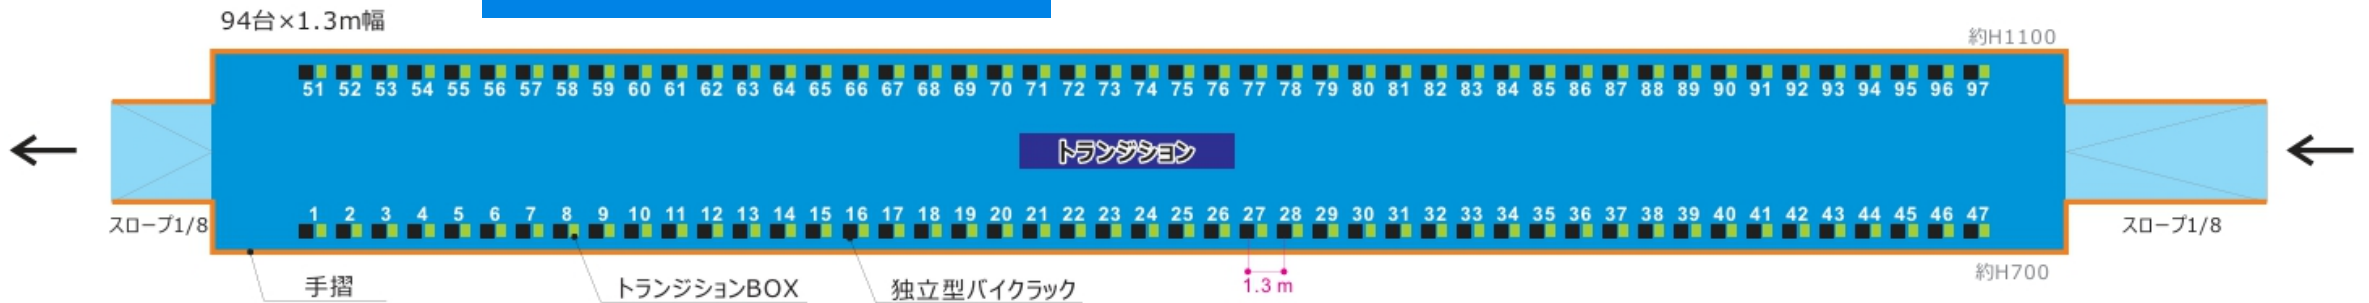 94台×1.3m幅
約H1100
51 52 53 54 55 56 57 58 59 60 61 62 63 64 65 66 67 68 69 70 71 72 73 74 75 76 77 78 79 80 81 82 83 84 85 86 87 88 89 90 91 92 93 94 95 96 97
トランジション
1 2 3 4 5 6 7 8 9 10 11 12 13 14 15 16 17 18 19 20 21 22 23 24 25 26 27 28 29 30 31 32 33 34 35 36 37 38 39 40 41 42 43 44 45 46 47
スロープ1/8
スロープ1/8
約H700
手摺
トランジションBOX
独立型バイクラック
1.3 m